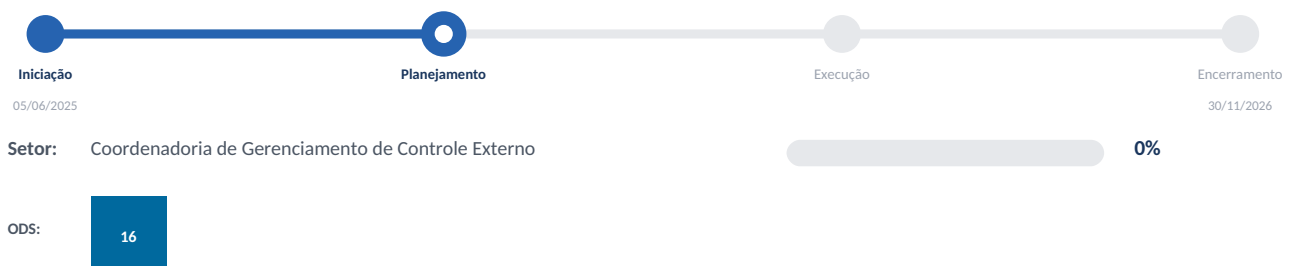 Iniciação Planejamento Execução Encerramento
05/06/2025 30/11/2026
Setor: Coordenadoria de Gerenciamento de Controle Externo 0%
ODS: 16